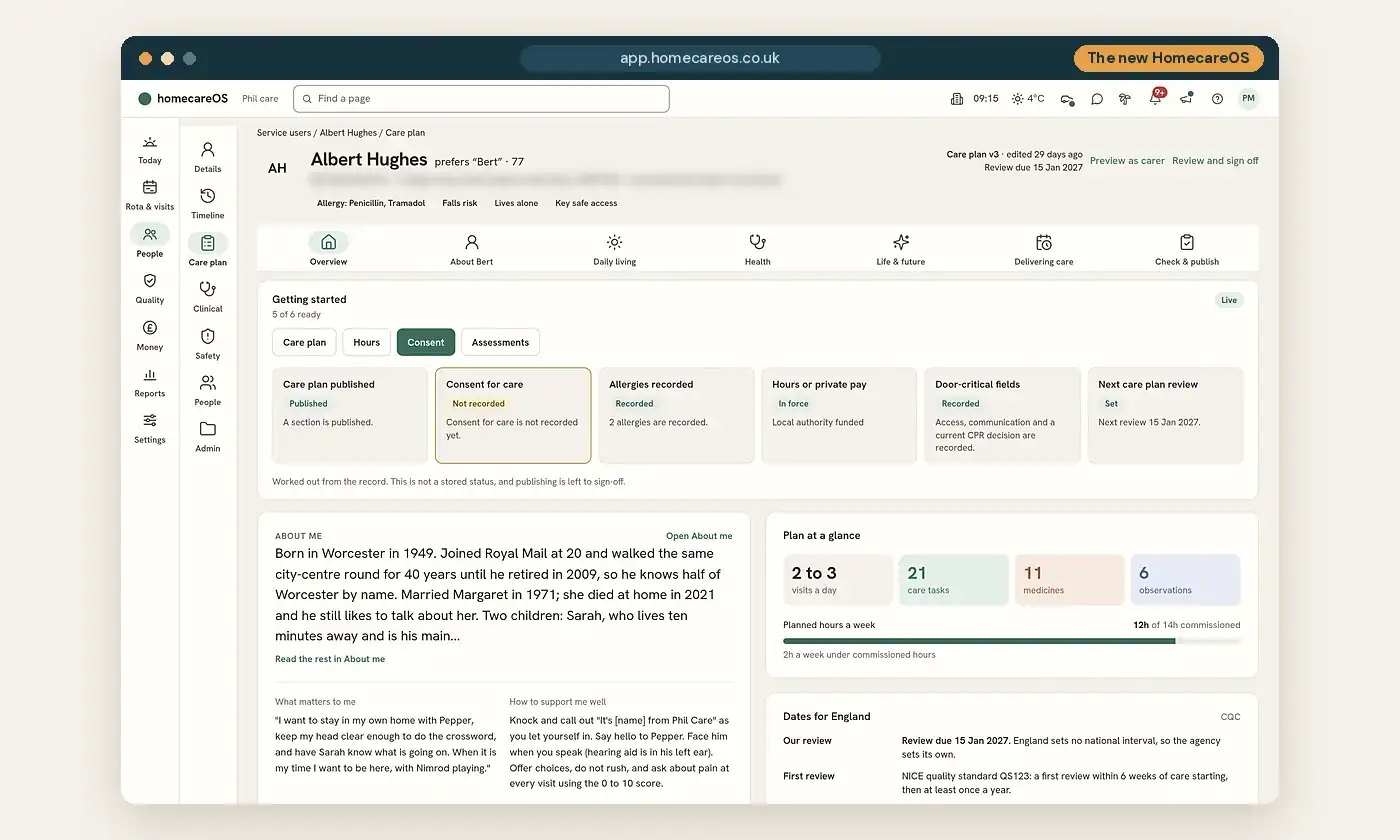 app.homecareos.co.uk
The new HomecareOS
homecareOS
Phil care
Find a page
09:15
4°C
9+
PM
Today
Rota & visits
People
Quality
Money
Reports
Settings
Details
Timeline
Care plan
Clinical
Safety
People
Admin
Service users / Albert Hughes / Care plan
AH
Albert Hughes prefers “Bert” · 77
Allergy: Penicillin, Tramadol
Falls risk
Lives alone
Key safe access
Care plan v3 · edited 29 days ago
Review due 15 Jan 2027
Preview as carer
Review and sign off
Overview
About Bert
Daily living
Health
Life & future
Delivering care
Check & publish
Getting started
5 of 6 ready
Live
Care plan
Hours
Consent
Assessments
Care plan published
Published
A section is published.
Consent for care
Not recorded
Consent for care is not recorded
yet.
Allergies recorded
Recorded
2 allergies are recorded.
Hours or private pay
In force
Local authority funded
Door-critical fields
Recorded
Access, communication and a
current CPR decision are
recorded.
Next care plan review
Set
Next review 15 Jan 2027.
Worked out from the record. This is not a stored status, and publishing is left to sign-off.
ABOUT ME
Open About me
Born in Worcester in 1949. Joined Royal Mail at 20 and walked the same
city-centre round for 40 years until he retired in 2009, so he knows half of
Worcester by name. Married Margaret in 1971; she died at home in 2021
and he still likes to talk about her. Two children: Sarah, who lives ten
minutes away and is his main...
Read the rest in About me
What matters to me
"I want to stay in my own home with Pepper,
keep my head clear enough to do the crossword,
and have Sarah know what is going on. When it is
my time I want to be here, with Nimrod playing."
How to support me well
Knock and call out "It's [name] from Phil Care" as
you let yourself in. Say hello to Pepper. Face him
when you speak (hearing aid is in his left ear).
Offer choices, do not rush, and ask about pain at
every visit using the 0 to 10 score.
Plan at a glance
2 to 3
visits a day
21
care tasks
11
medicines
6
observations
Planned hours a week
12h of 14h commissioned
2h a week under commissioned hours
Dates for England
CQC
Our review
Review due 15 Jan 2027. England sets no national interval, so the agency
sets its own.
First review
NICE quality standard QS123: a first review within 6 weeks of care starting,
then at least once a year.